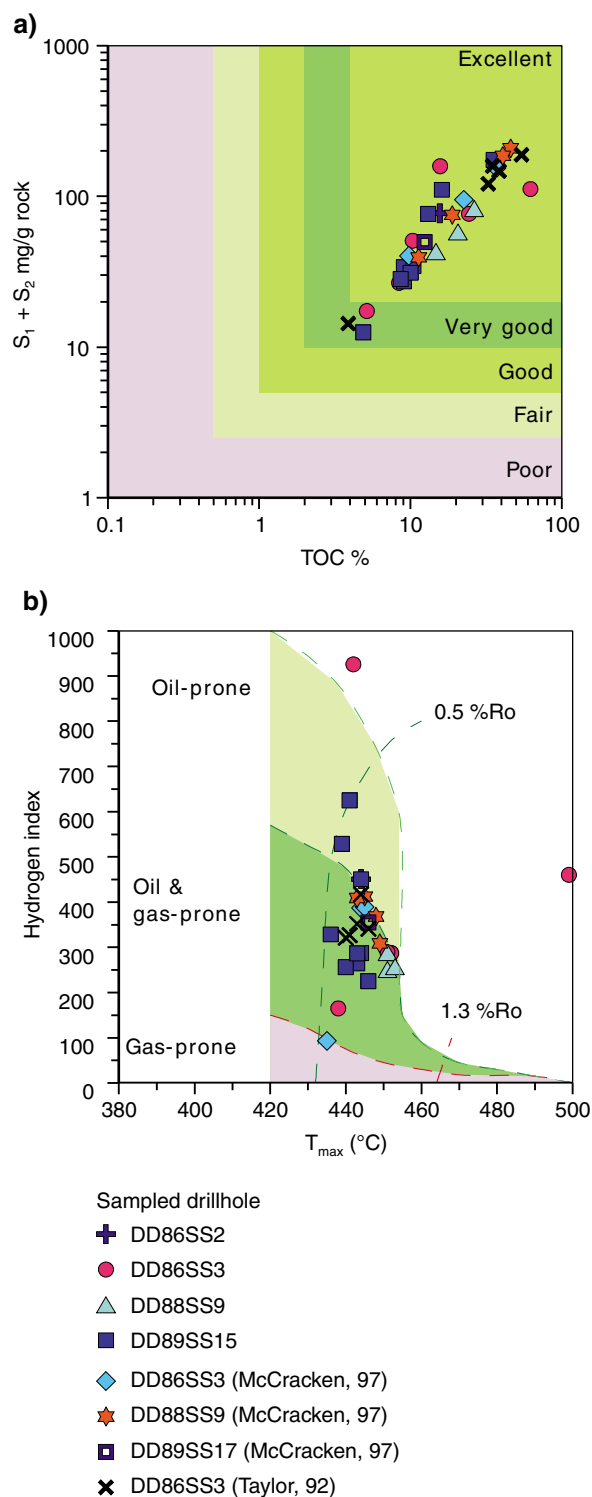 a)
1000
100
10
1
S1 + S2 mg/g rock
Excellent
Very good
Good
Fair
Poor
0.1
1
10
100
TOC %
b)
1000
900
800
700
600
500
400
300
200
100
0
Hydrogen index
Oil-prone
Oil &
gas-prone
Gas-prone
0.5 %Ro
1.3 %Ro
380
400
420
440
460
480
500
Tmax (°C)
Sampled drillhole
DD86SS2
DD86SS3
DD88SS9
DD89SS15
DD86SS3 (McCracken, 97)
DD88SS9 (McCracken, 97)
DD89SS17 (McCracken, 97)
DD86SS3 (Taylor, 92)